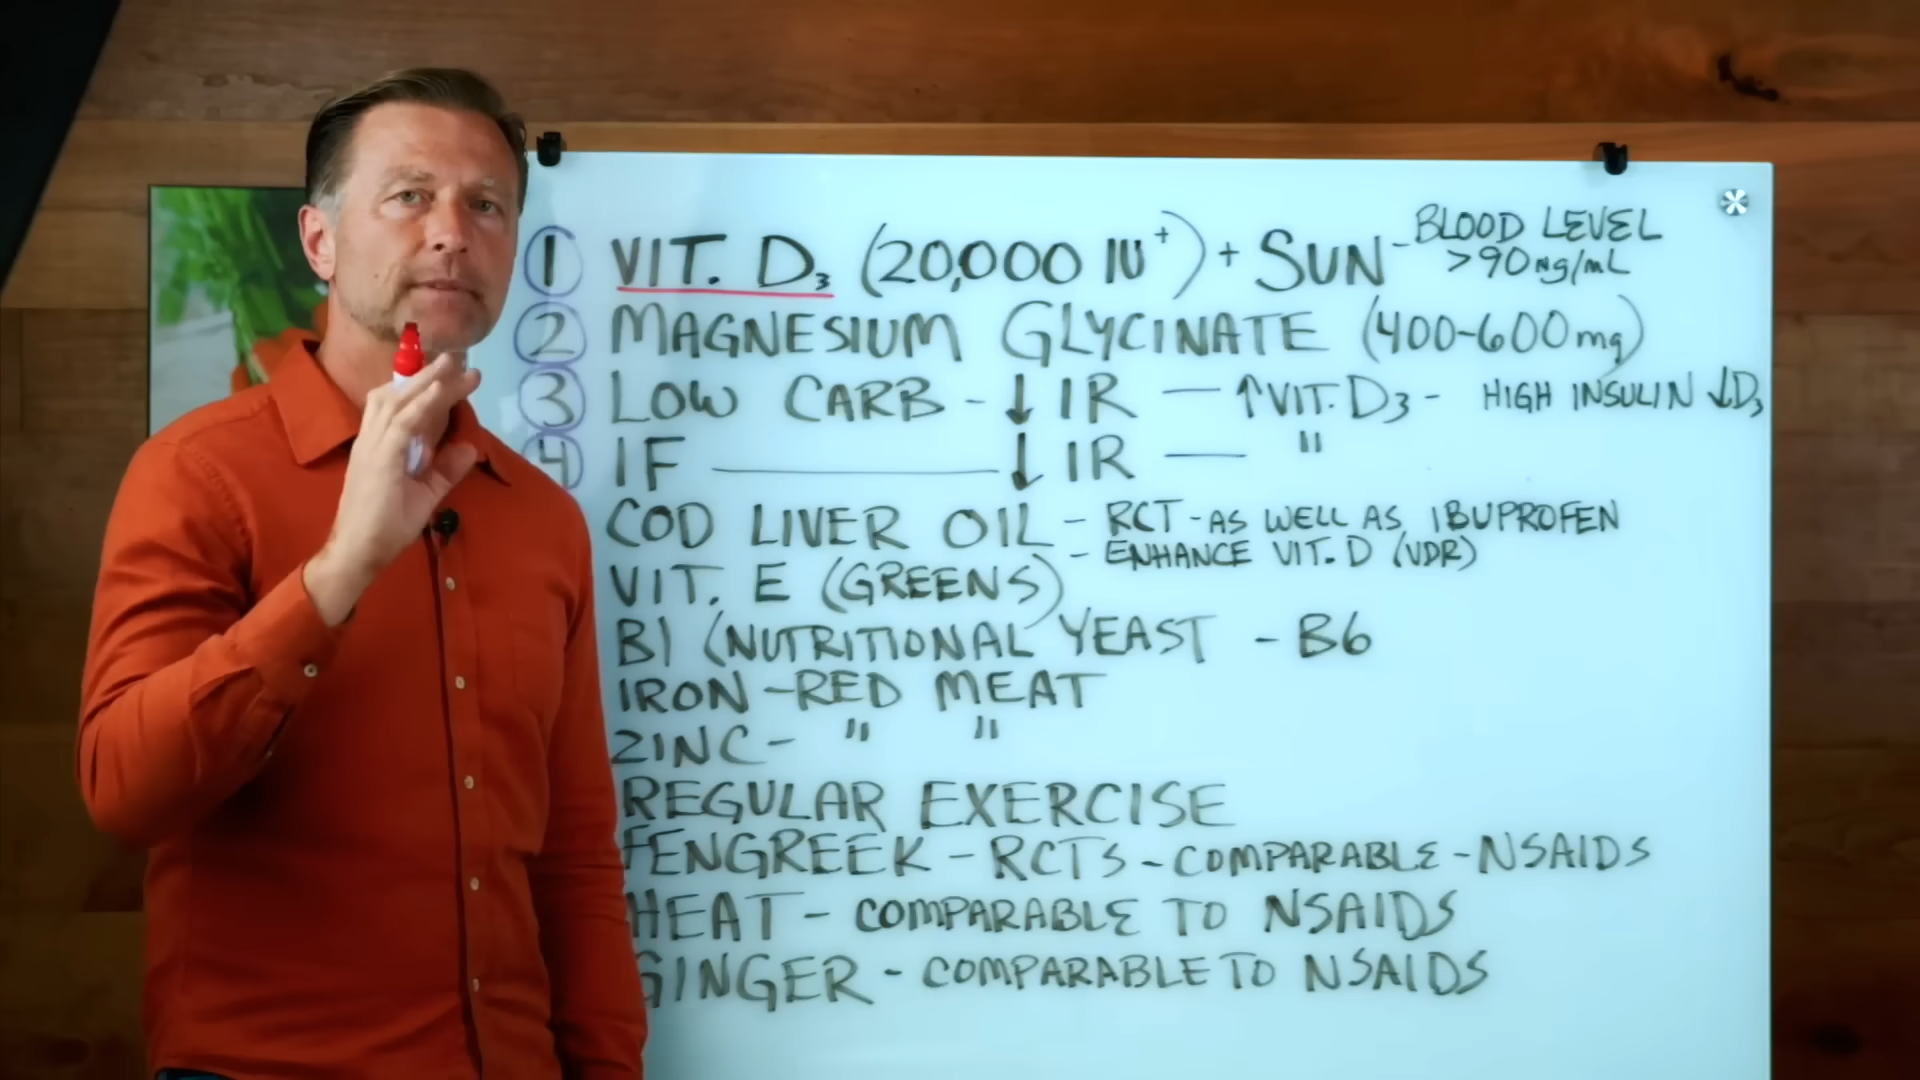 1 VIT. D3 (20,000 IU+) + SUN - BLOOD LEVEL >90 ng/mL
2 MAGNESIUM GLYCINATE (400-600mg)
3 LOW CARB - ↓ IR — ↑ VIT. D3 - HIGH INSULIN ↓D3
4 IF — ↓ IR — "
COD LIVER OIL - RCT - AS WELL AS IBUPROFEN
- ENHANCE VIT. D (VDR)
VIT. E (GREENS)
B1 (NUTRITIONAL YEAST - B6
IRON - RED MEAT
ZINC - " "
REGULAR EXERCISE
FENGREEK - RCTS - COMPARABLE - NSAIDS
HEAT - COMPARABLE TO NSAIDS
GINGER - COMPARABLE TO NSAIDS